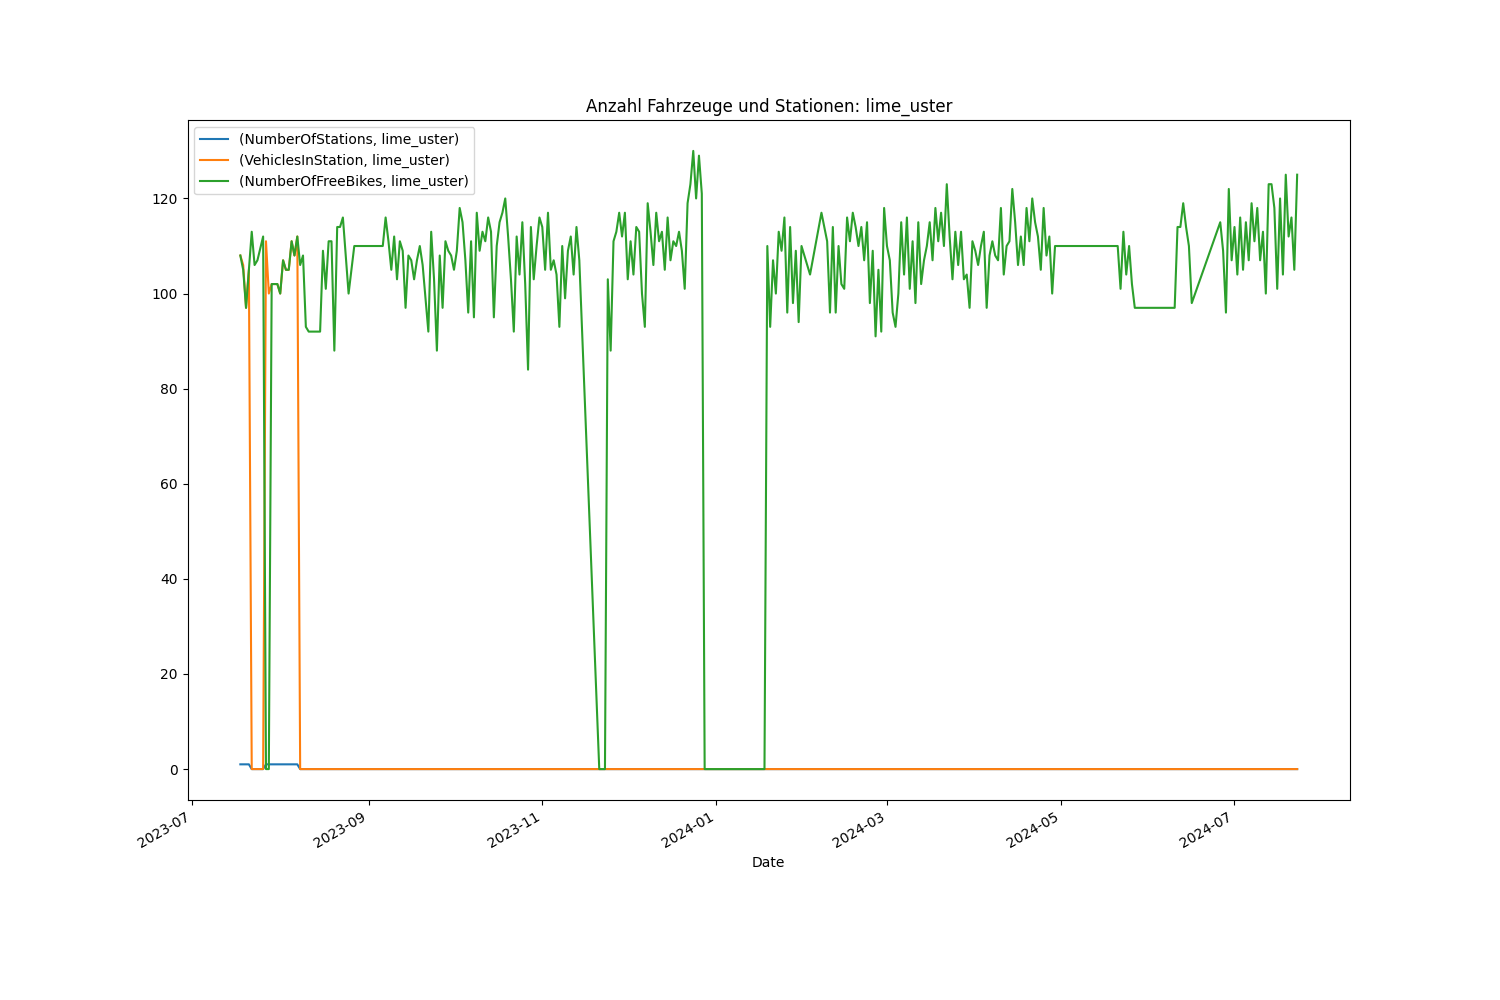 Anzahl Fahrzeuge und Stationen: lime_uster
(NumberOfStations, lime_uster)
(VehiclesInStation, lime_uster)
(NumberOfFreeBikes, lime_uster)
120
100
80
60
40
20
0
2023-07
2023-09
2023-11
2024-01
2024-03
2024-05
2024-07
Date